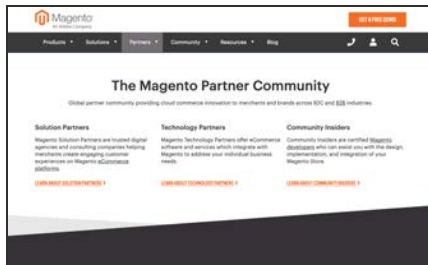 Magento
An Adobe Company
GET A FREE DEMO
Products Solutions Partners Community Resources Blog
The Magento Partner Community
Global partner community providing cloud commerce innovation to merchants and brands across B2C and B2B industries.
Solution Partners
Magento Solution Partners are trusted digital
agencies and consulting companies helping
merchants create engaging customer
experiences on Magento eCommerce
platforms.
LEARN ABOUT SOLUTION PARTNERS
Technology Partners
Magento Technology Partners offer eCommerce
software and services which integrate with
Magento to address your individual business
needs.
LEARN ABOUT TECHNOLOGY PARTNERS
Community Insiders
Community Insiders are certified Magento
developers who can assist you with the design,
implementation, and integration of your
Magento Store.
LEARN ABOUT COMMUNITY INSIDERS